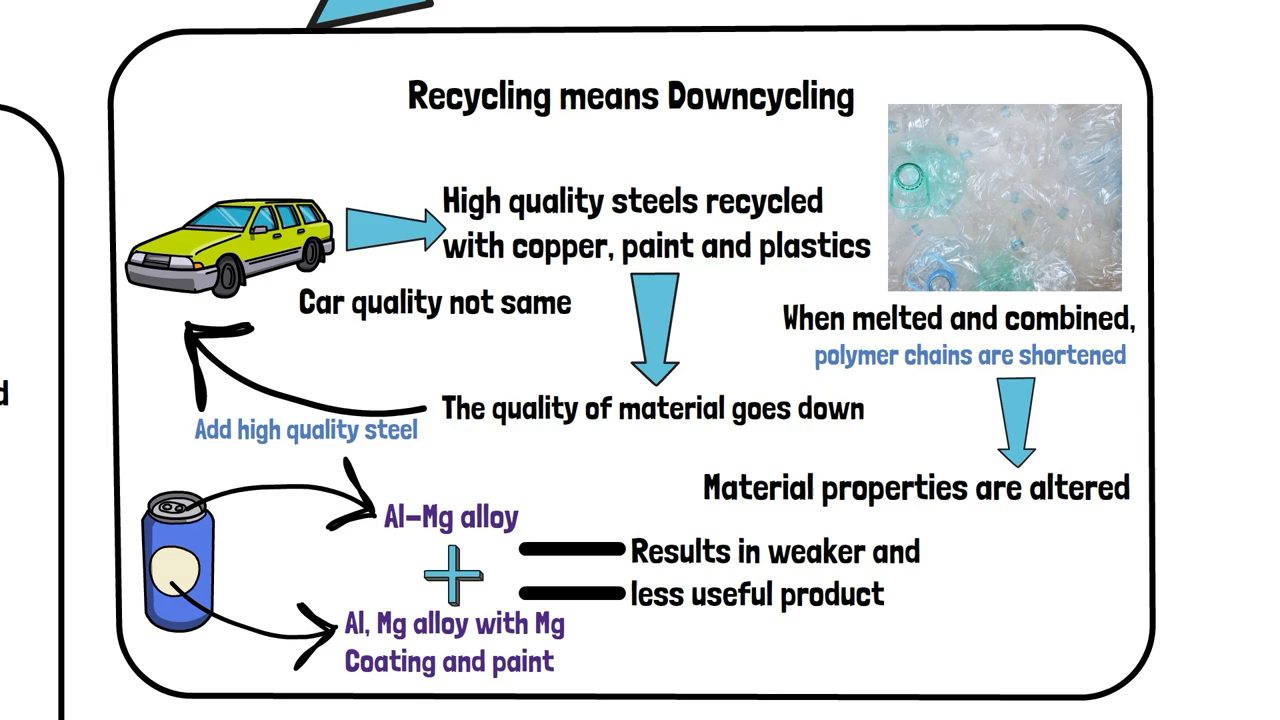 Recycling means Downcycling
High quality steels recycled
with copper, paint and plastics
Car quality not same
When melted and combined,
polymer chains are shortened
The quality of material goes down
Add high quality steel
Material properties are altered
Al-Mg alloy
Results in weaker and
less useful product
Al, Mg alloy with Mg
Coating and paint
d